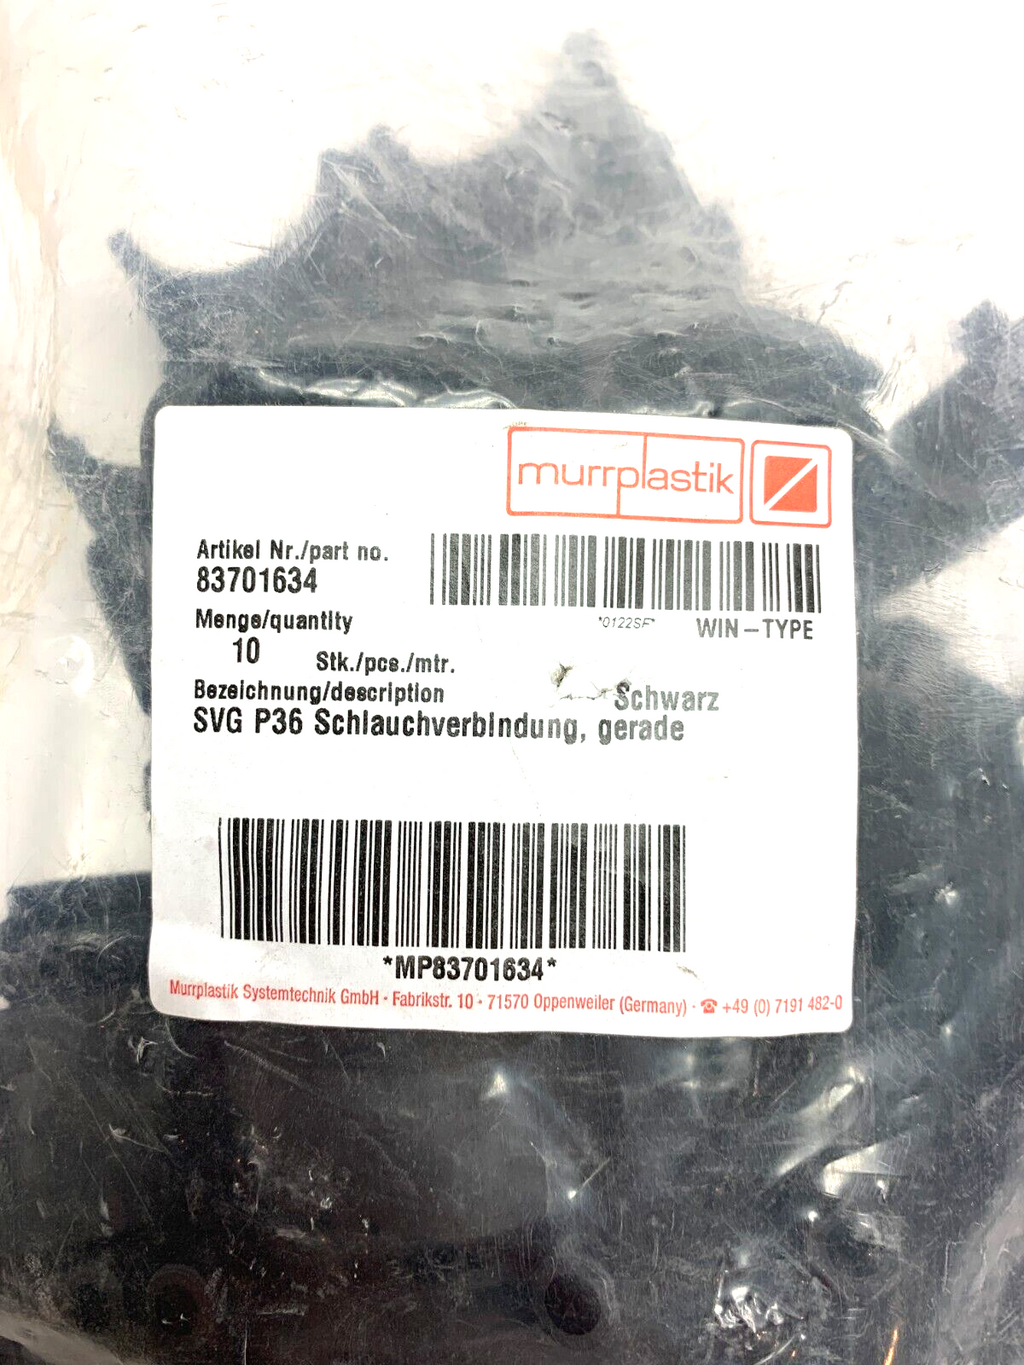 murrplastik
Artikel Nr./part no.
83701634
*0122SF* WIN-TYPE
Menge/quantity
10 Stk./pcs./mtr.
Bezeichnung/description Schwarz
SVG P36 Schlauchverbindung, gerade
*MP83701634*
Murrplastik Systemtechnik GmbH · Fabrikstr. 10 · 71570 Oppenweiler (Germany) · ☎ +49 (0) 7191 482-0